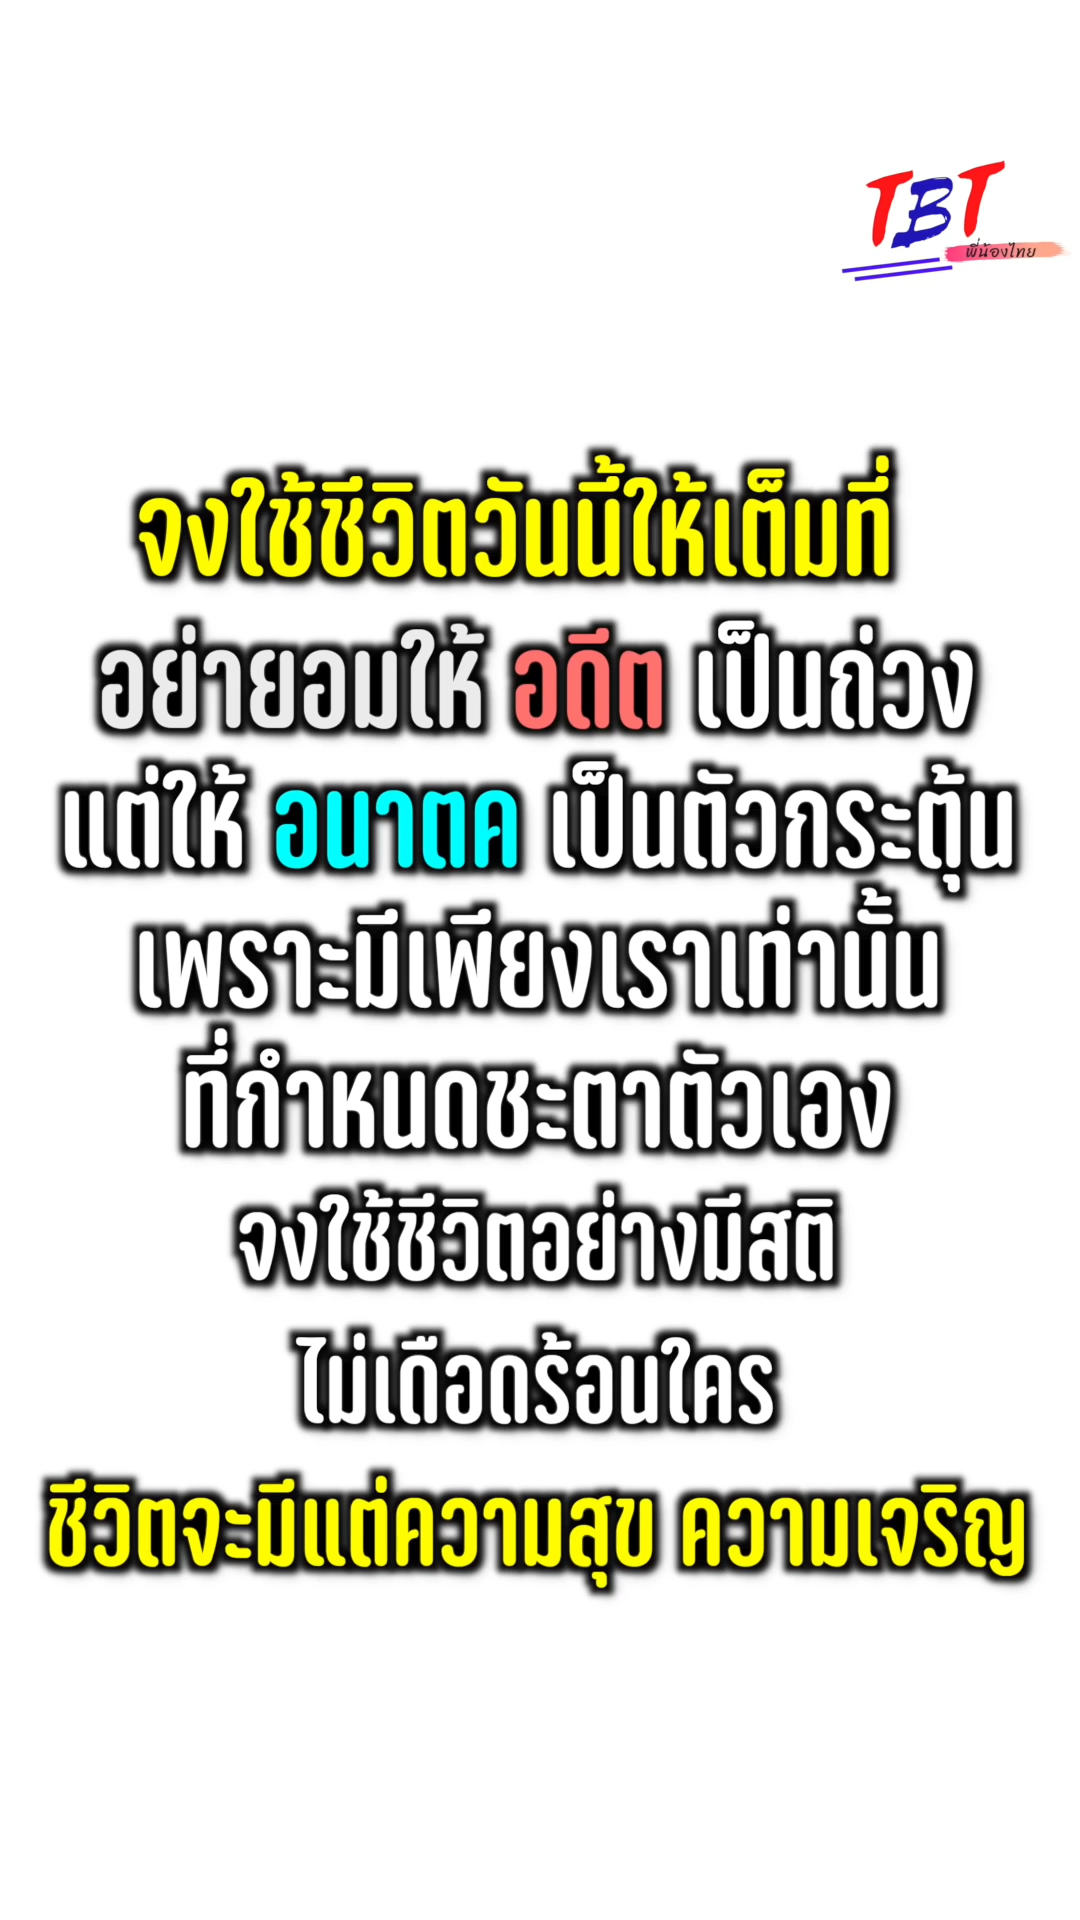 TBT
พี่น้องไทย
จงใช้ชีวิตวันนี้ให้เต็มที่
อย่ายอมให้ อดีต เป็นถ่วง
แต่ให้ อนาตค เป็นตัวกระตุ้น
เพราะมีเพียงเราเท่านั้น
ที่กำหนดชะตาตัวเอง
จงใช้ชีวิตอย่างมีสติ
ไม่เดือดร้อนใคร
ชีวิตจะมีแต่ความสุข ความเจริญ